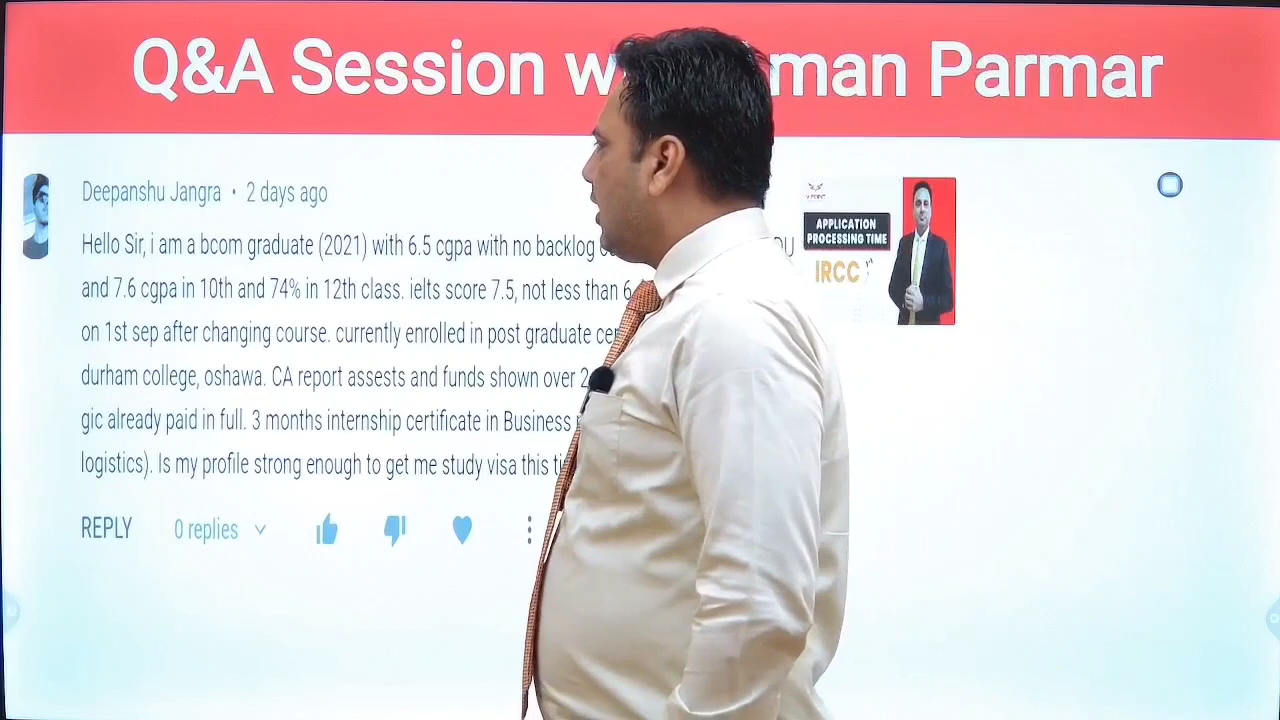 Q&A Session w man Parmar
Deepanshu Jangra • 2 days ago
Hello Sir, i am a bcom graduate (2021) with 6.5 cgpa with no backlog DU
and 7.6 cgpa in 10th and 74% in 12th class. ielts score 7.5, not less than 6
on 1st sep after changing course. currently enrolled in post graduate
durham college, oshawa. CA report assests and funds shown over 2
gic already paid in full. 3 months internship certificate in Business
logistics). Is my profile strong enough to get me study visa this
REPLY 0 replies
V POINT
APPLICATION
PROCESSING TIME
IRCC